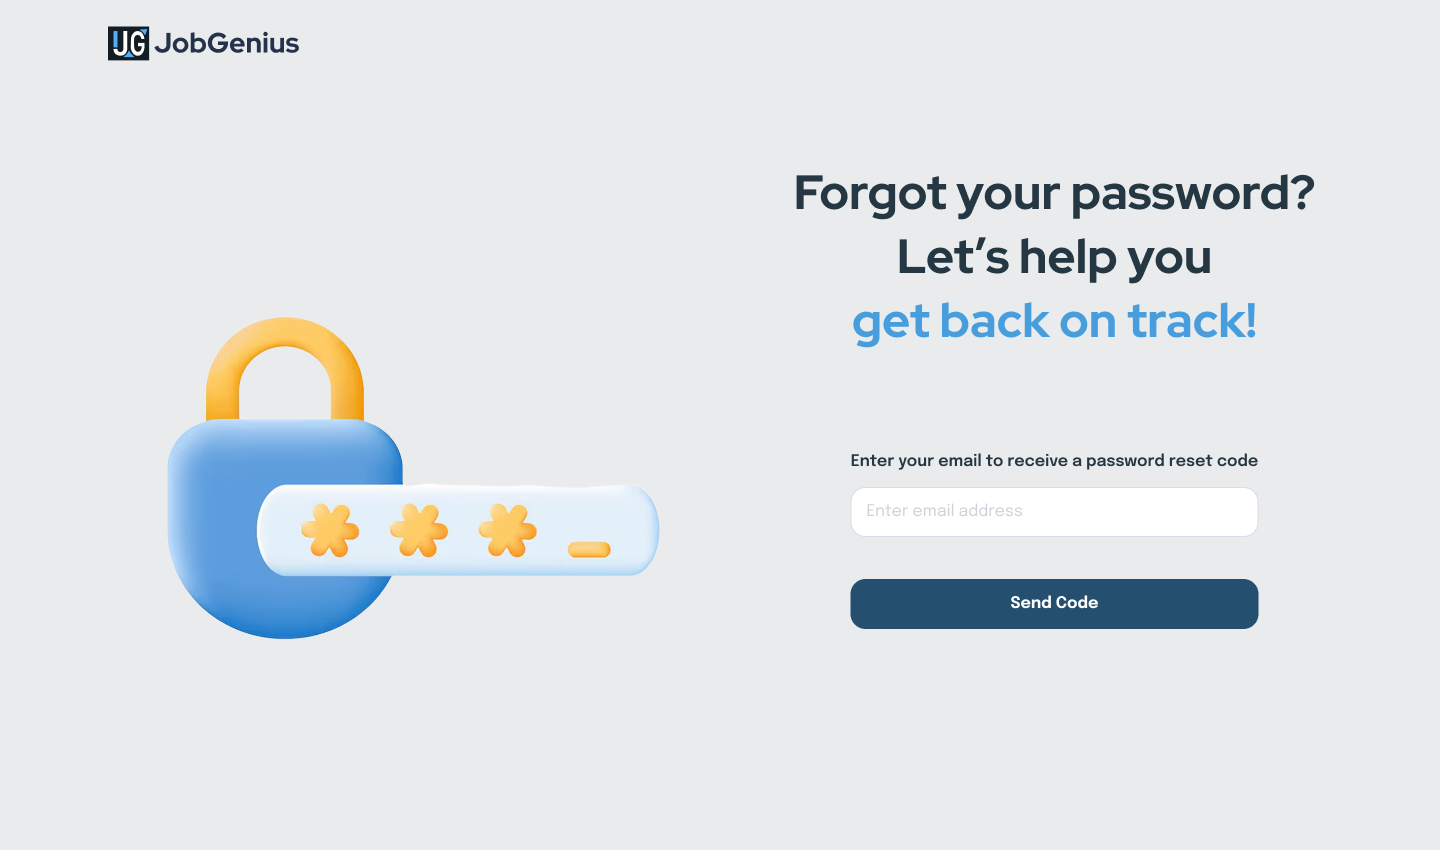 JG JobGenius
Forgot your password?
Let’s help you
get back on track!
Enter your email to receive a password reset code
Enter email address
Send Code